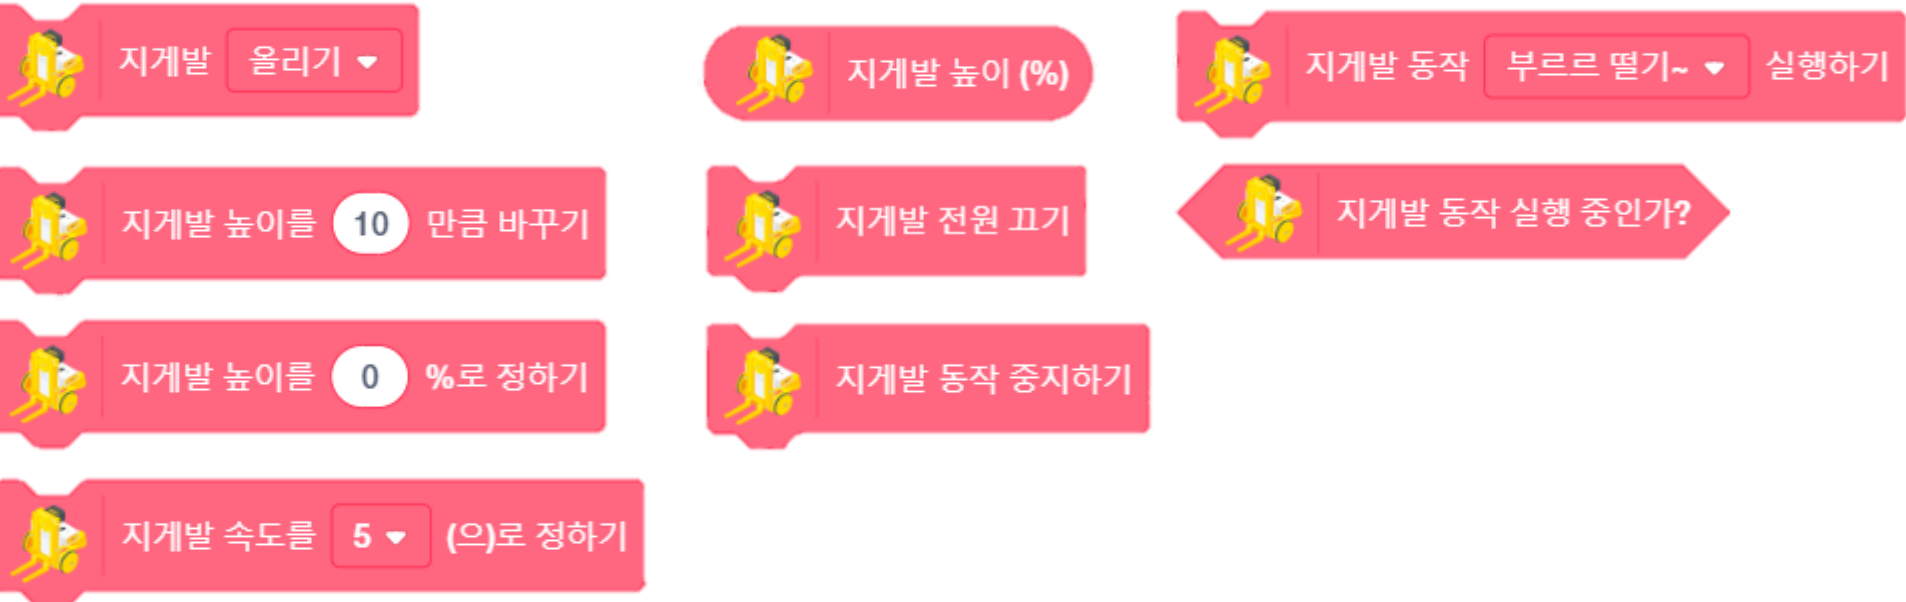 지게발 올리기
지게발 높이를 10 만큼 바꾸기
지게발 높이를 0 %로 정하기
지게발 속도를 5 (으)로 정하기
지게발 높이 (%)
지게발 전원 끄기
지게발 동작 중지하기
지게발 동작 부르르 떨기~ 실행하기
지게발 동작 실행 중인가?